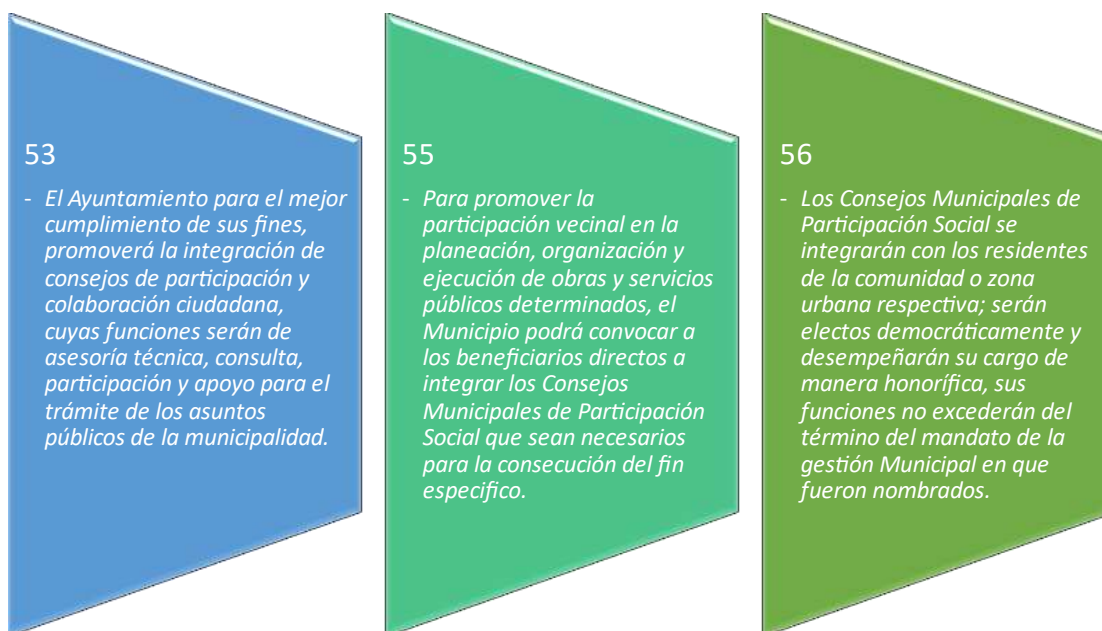 53
- El Ayuntamiento para el mejor
cumplimiento de sus fines,
promoverá la integración de
consejos de participación y
colaboración ciudadana,
cuyas funciones serán de
asesoría técnica, consulta,
participación y apoyo para el
trámite de los asuntos
públicos de la municipalidad.
55
- Para promover la
participación vecinal en la
planeación, organización y
ejecución de obras y servicios
públicos determinados, el
Municipio podrá convocar a
los beneficiarios directos a
integrar los Consejos
Municipales de Participación
Social que sean necesarios
para la consecución del fin
especifico.
56
- Los Consejos Municipales de
Participación Social se
integrarán con los residentes
de la comunidad o zona
urbana respectiva; serán
electos democráticamente y
desempeñarán su cargo de
manera honorífica, sus
funciones no excederán del
término del mandato de la
gestión Municipal en que
fueron nombrados.